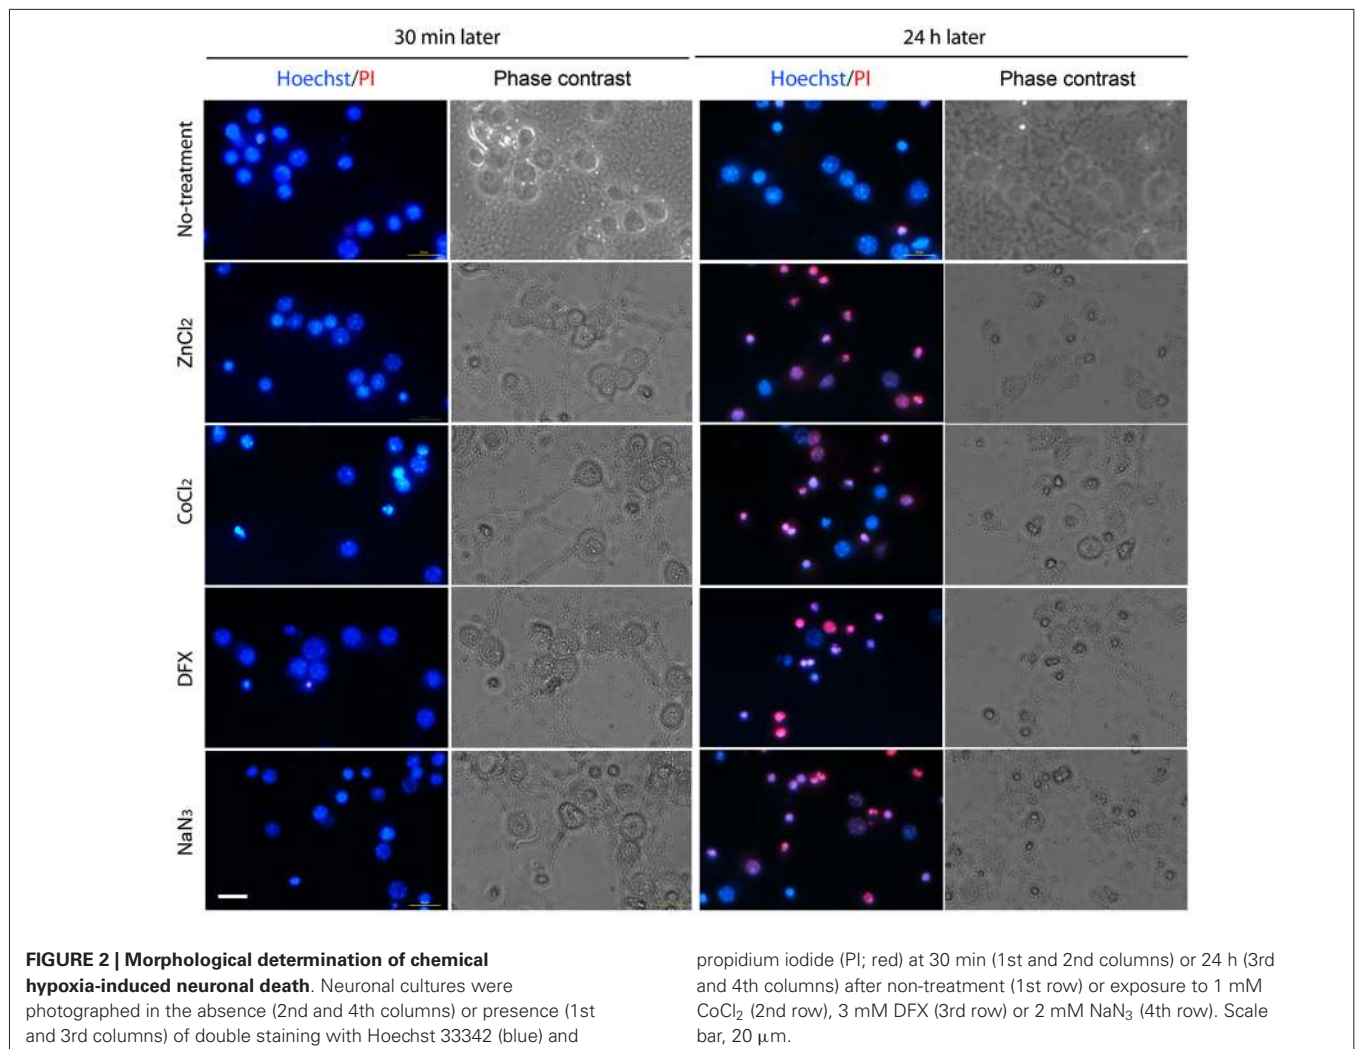 30 min later
24 h later
Hoechst/PI
Phase contrast
Hoechst/PI
Phase contrast
No-treatment
ZnCl₂
CoCl₂
DFX
NaN₃
FIGURE 2 | Morphological determination of chemical
hypoxia-induced neuronal death. Neuronal cultures were
photographed in the absence (2nd and 4th columns) or presence (1st
and 3rd columns) of double staining with Hoechst 33342 (blue) and
propidium iodide (PI; red) at 30 min (1st and 2nd columns) or 24 h (3rd
and 4th columns) after non-treatment (1st row) or exposure to 1 mM
CoCl₂ (2nd row), 3 mM DFX (3rd row) or 2 mM NaN₃ (4th row). Scale
bar, 20 μm.